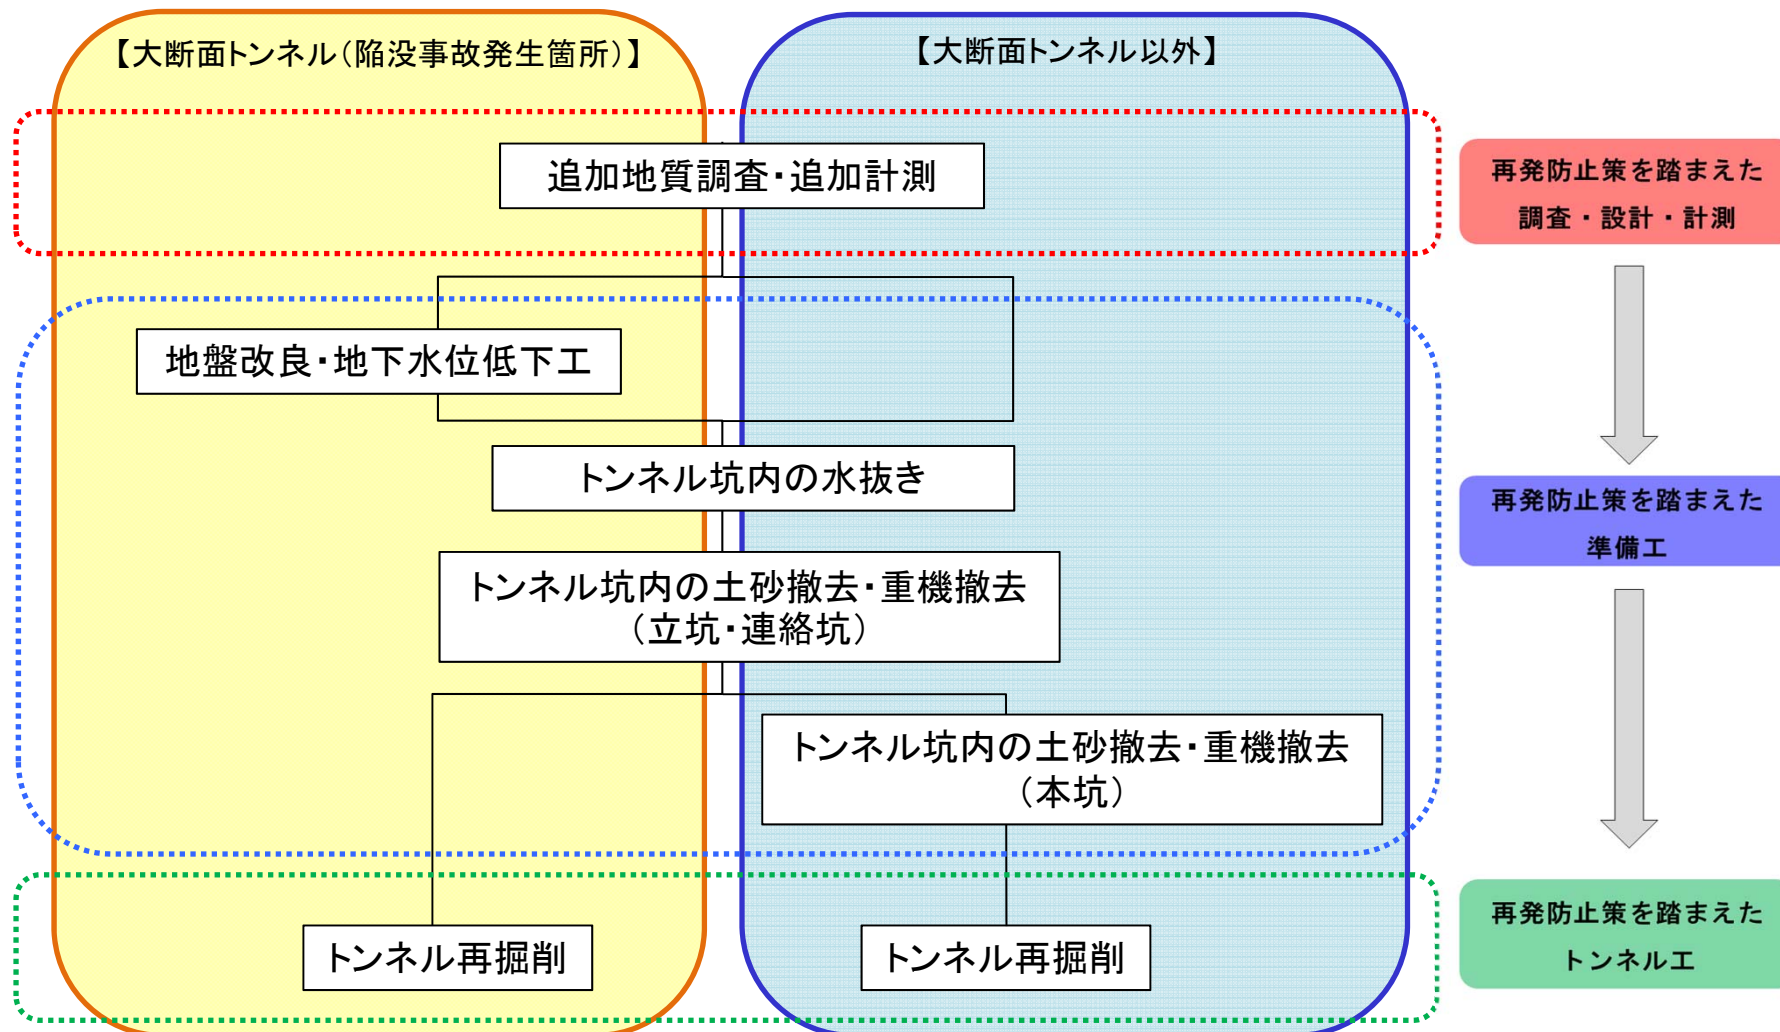 【大断面トンネル（陥没事故発生箇所）】
【大断面トンネル以外】
追加地質調査・追加計測
再発防止策を踏まえた
調査・設計・計測
地盤改良・地下水位低下工
トンネル坑内の水抜き
再発防止策を踏まえた
準備工
トンネル坑内の土砂撤去・重機撤去
（立坑・連絡坑）
トンネル坑内の土砂撤去・重機撤去
（本坑）
トンネル再掘削
トンネル再掘削
再発防止策を踏まえた
トンネル工